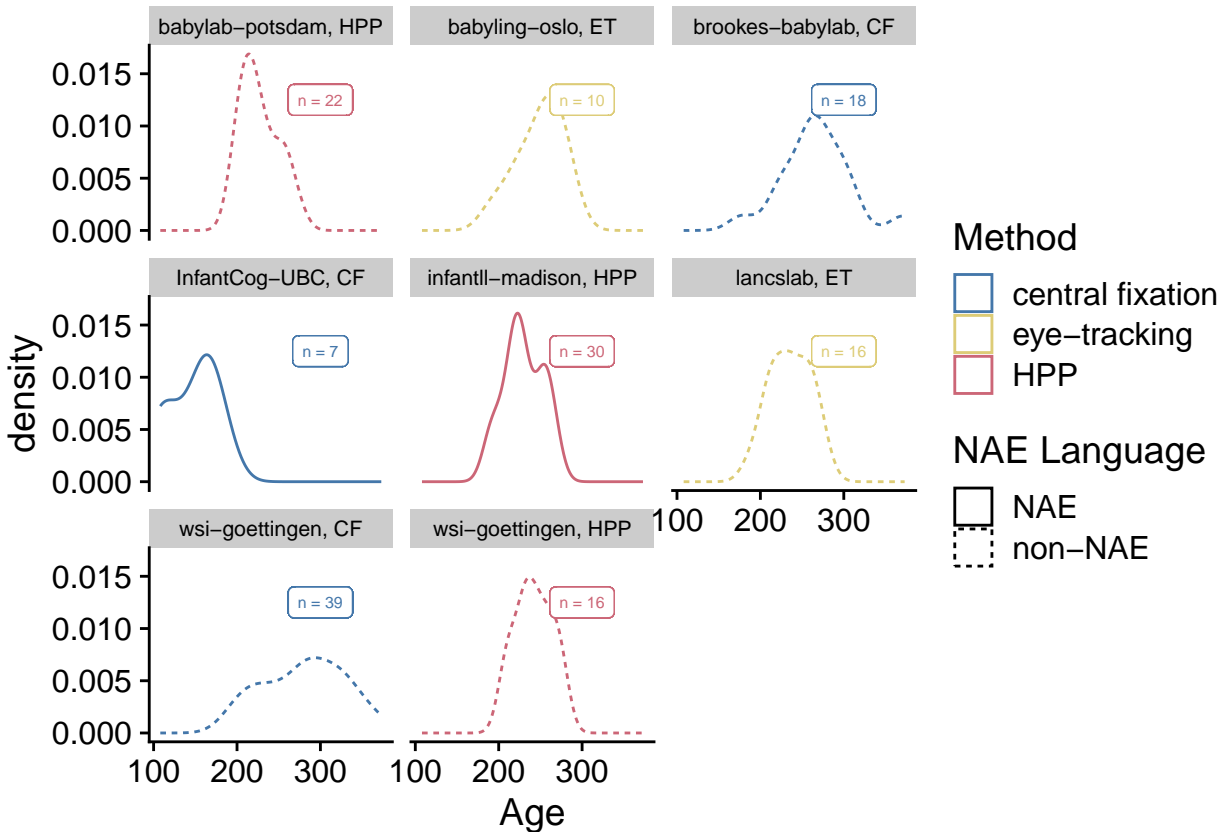 babylab−potsdam, HPP
babyling−oslo, ET
brookes−babylab, CF
0.015
0.010
0.005
0.000
n = 22
n = 10
n = 18
InfantCog−UBC, CF
infantll−madison, HPP
lancslab, ET
0.015
0.010
0.005
0.000
n = 7
n = 30
n = 16
100
200
300
wsi−goettingen, CF
wsi−goettingen, HPP
0.015
0.010
0.005
0.000
n = 39
n = 16
100
200
300
100
200
300
density
Age
Method
central fixation
eye−tracking
HPP
NAE Language
NAE
non−NAE